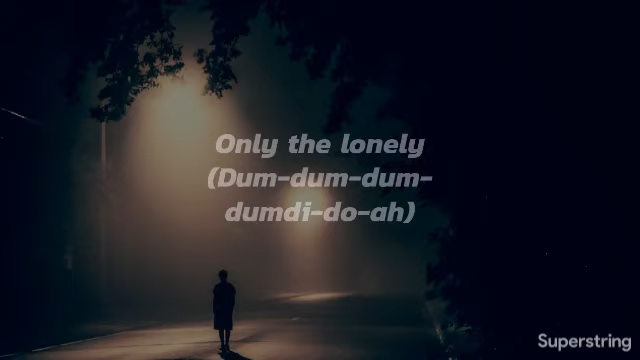 Only the lonely
(Dum-dum-dum-
dumdi-do-ah)
Superstring